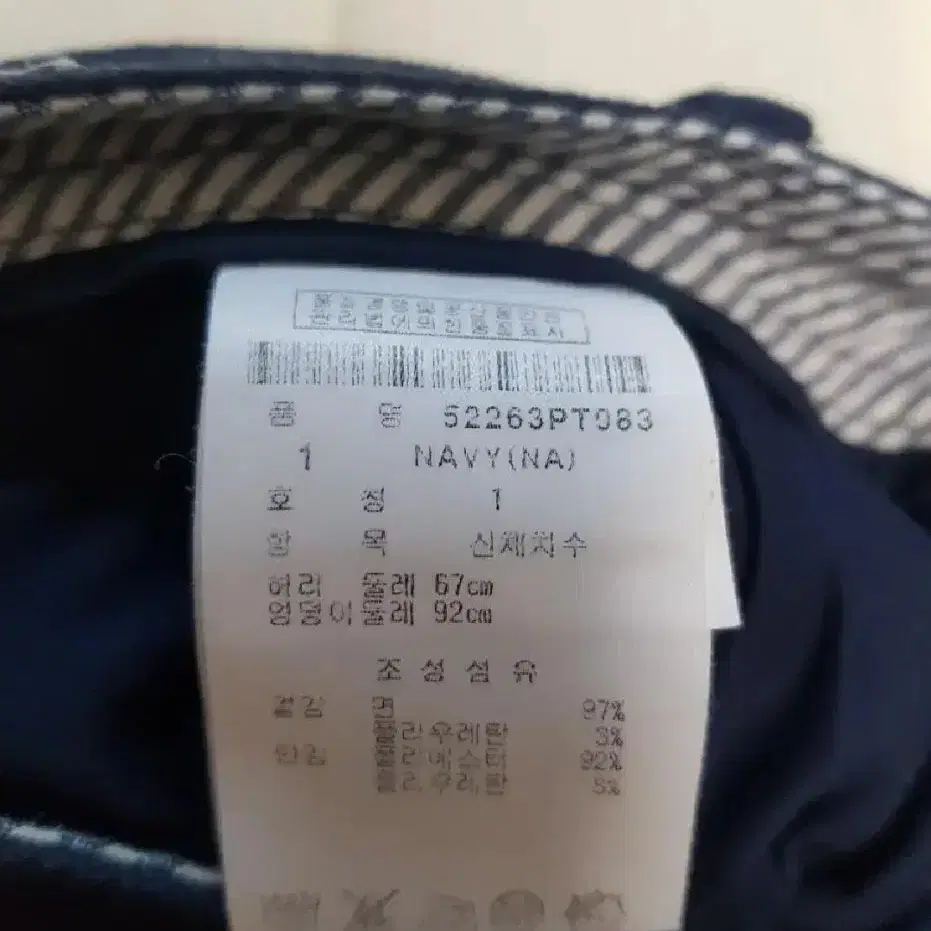 품 명 52263PT083
1 NAVY(NA)
호 칭 1
항 목 신체치수
허리 둘레 67cm
엉덩이둘레 92cm
조성섬유
겉감 면 97%
폴리우레탄 3%
안감 폴리에스터 92%
폴리우레탄